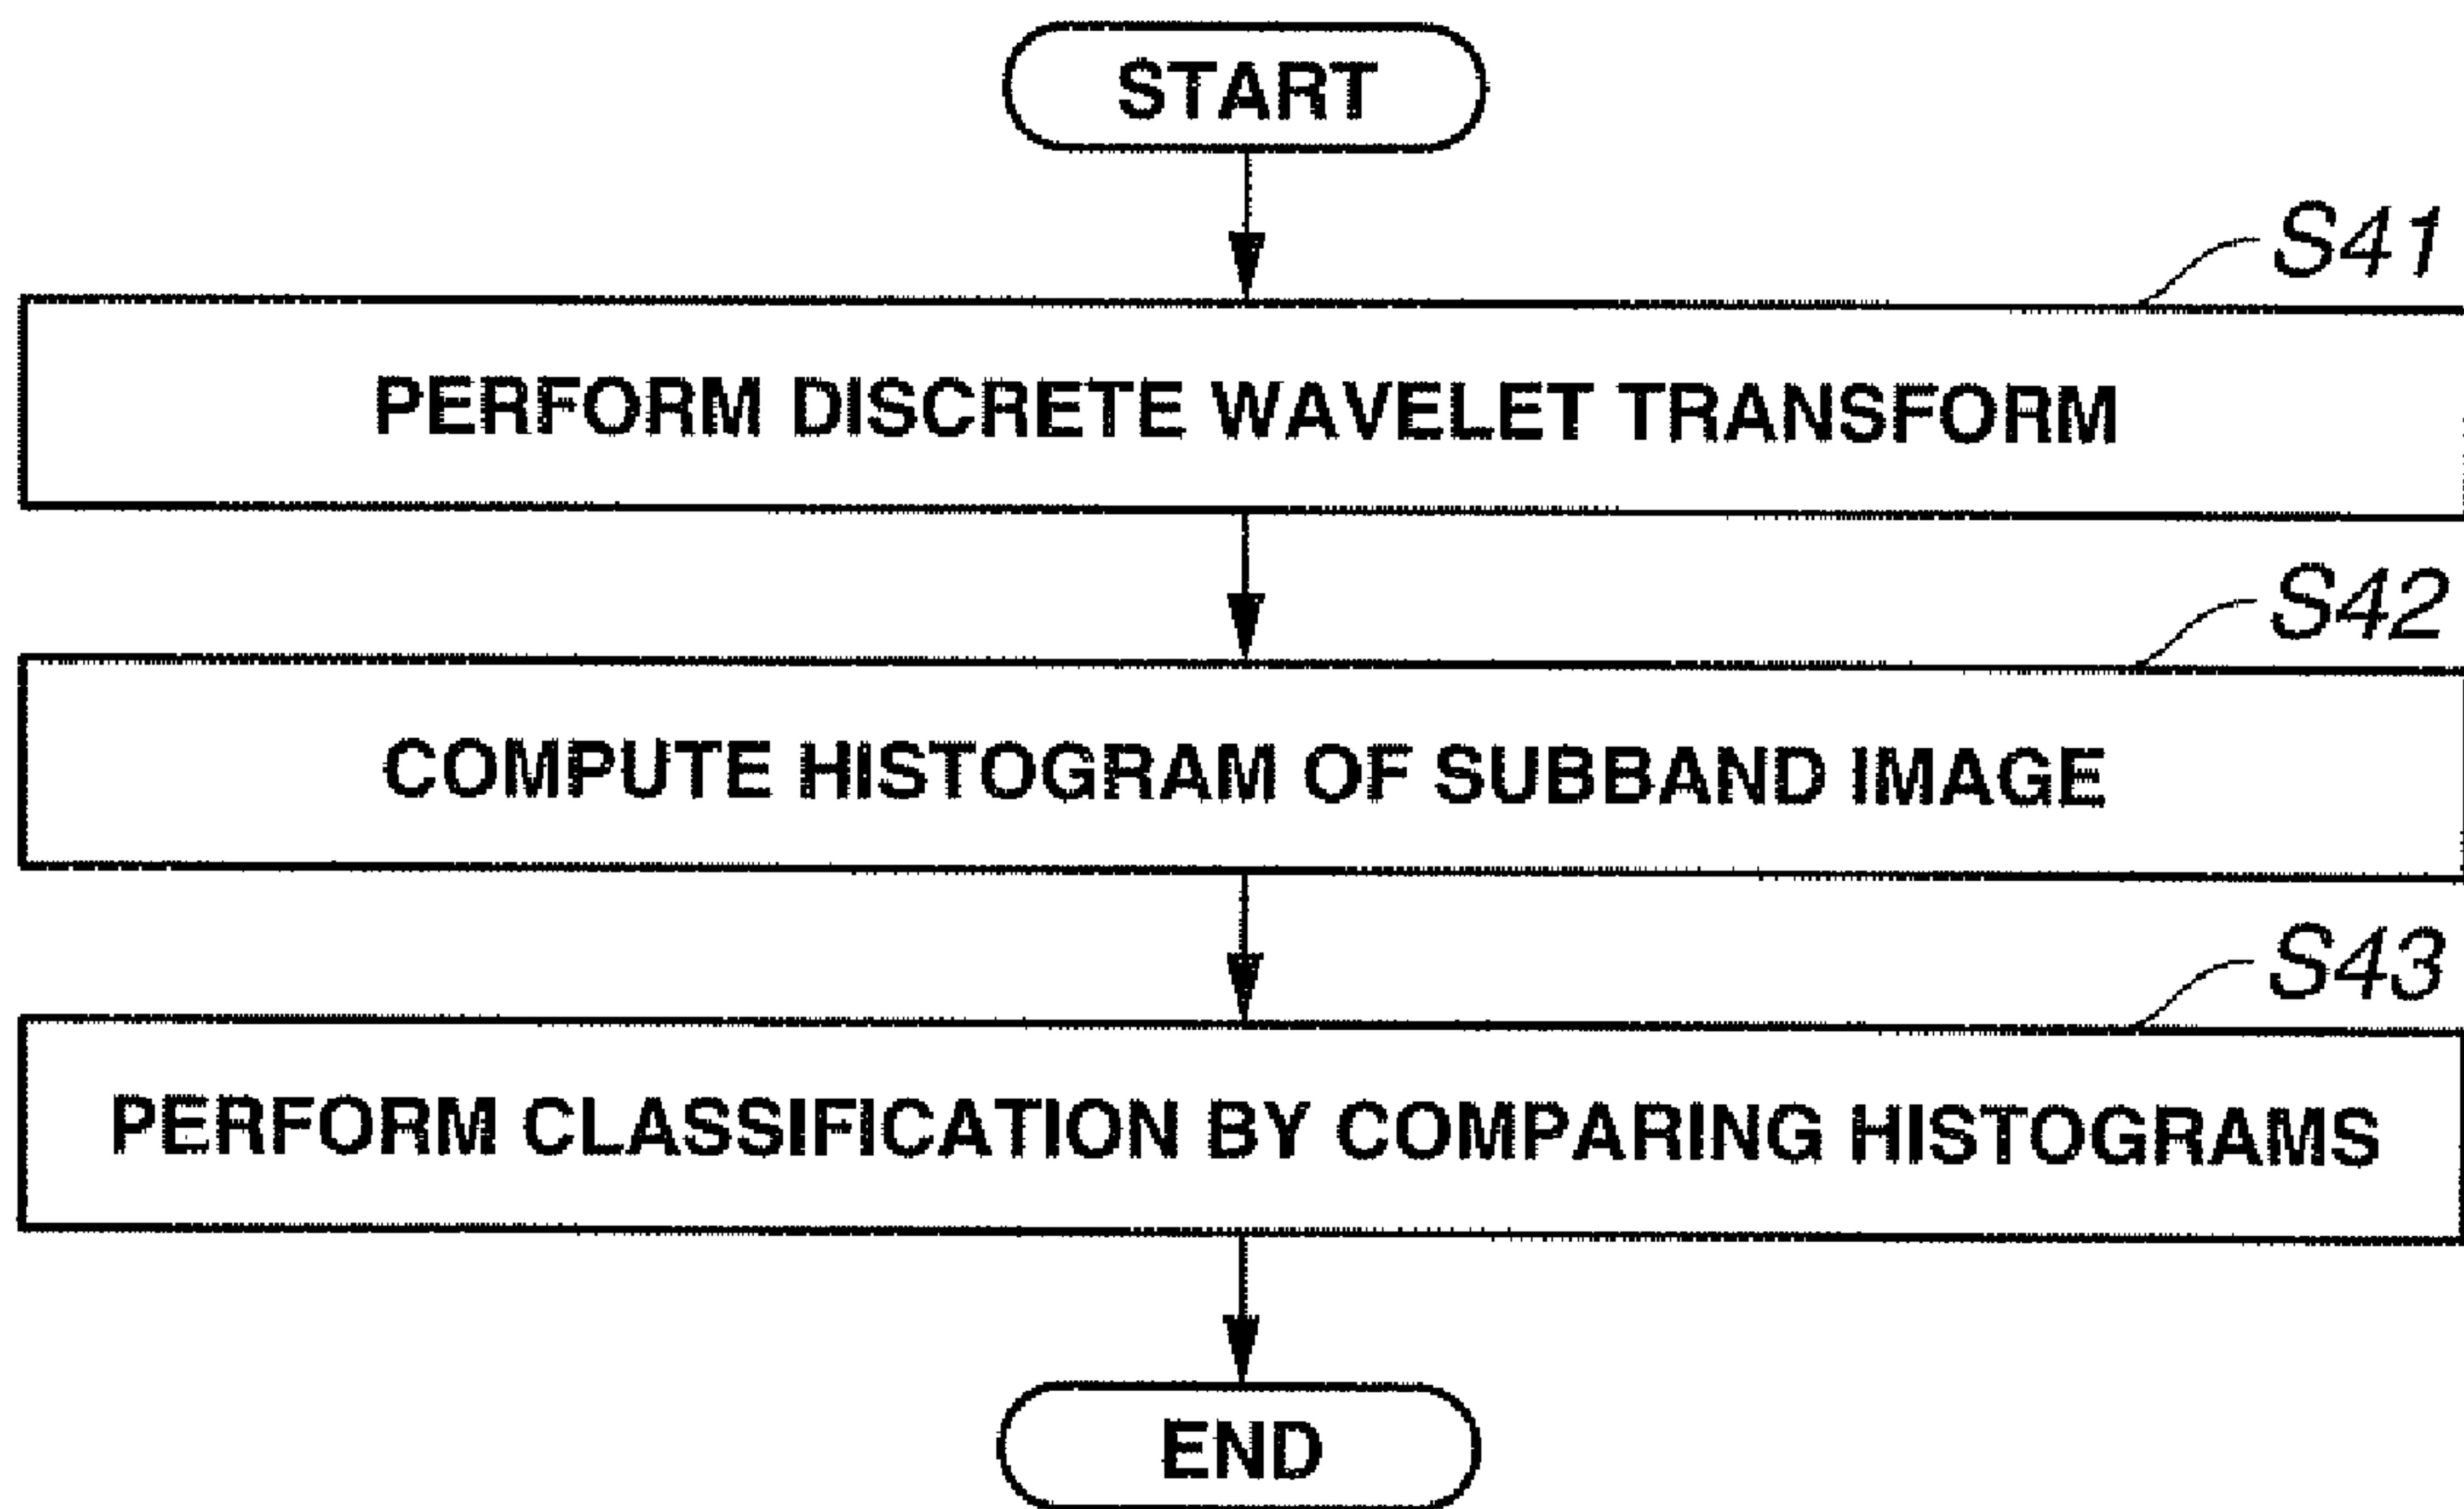 START
S41
PERFORM DISCRETE WAVELET TRANSFORM
S42
COMPUTE HISTOGRAM OF SUBBAND IMAGE
S43
PERFORM CLASSIFICATION BY COMPARING HISTOGRAMS
END